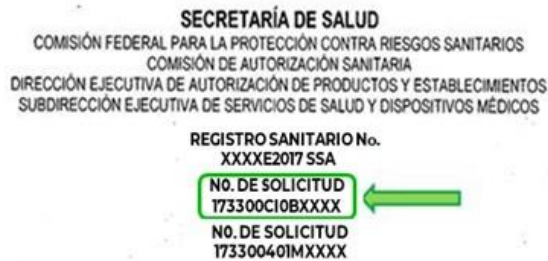 SECRETARÍA DE SALUD
COMISIÓN FEDERAL PARA LA PROTECCIÓN CONTRA RIESGOS SANITARIOS
COMISIÓN DE AUTORIZACIÓN SANITARIA
DIRECCIÓN EJECUTIVA DE AUTORIZACIÓN DE PRODUCTOS Y ESTABLECIMIENTOS
SUBDIRECCIÓN EJECUTIVA DE SERVICIOS DE SALUD Y DISPOSITIVOS MÉDICOS
REGISTRO SANITARIO No.
XXXXE2017 SSA
N0. DE SOLICITUD
173300CI0BXXXX
N0. DE SOLICITUD
173300401MXXXX